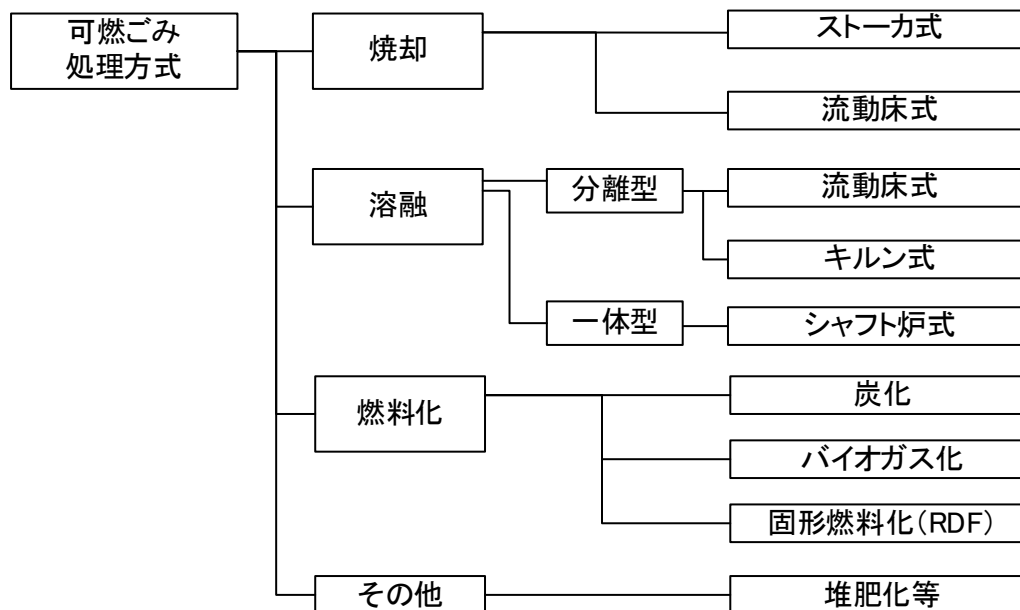 可燃ごみ
処理方式
焼却
ストーカ式
流動床式
溶融
分離型
流動床式
キルン式
一体型
シャフト炉式
燃料化
炭化
バイオガス化
固形燃料化(RDF)
その他
堆肥化等